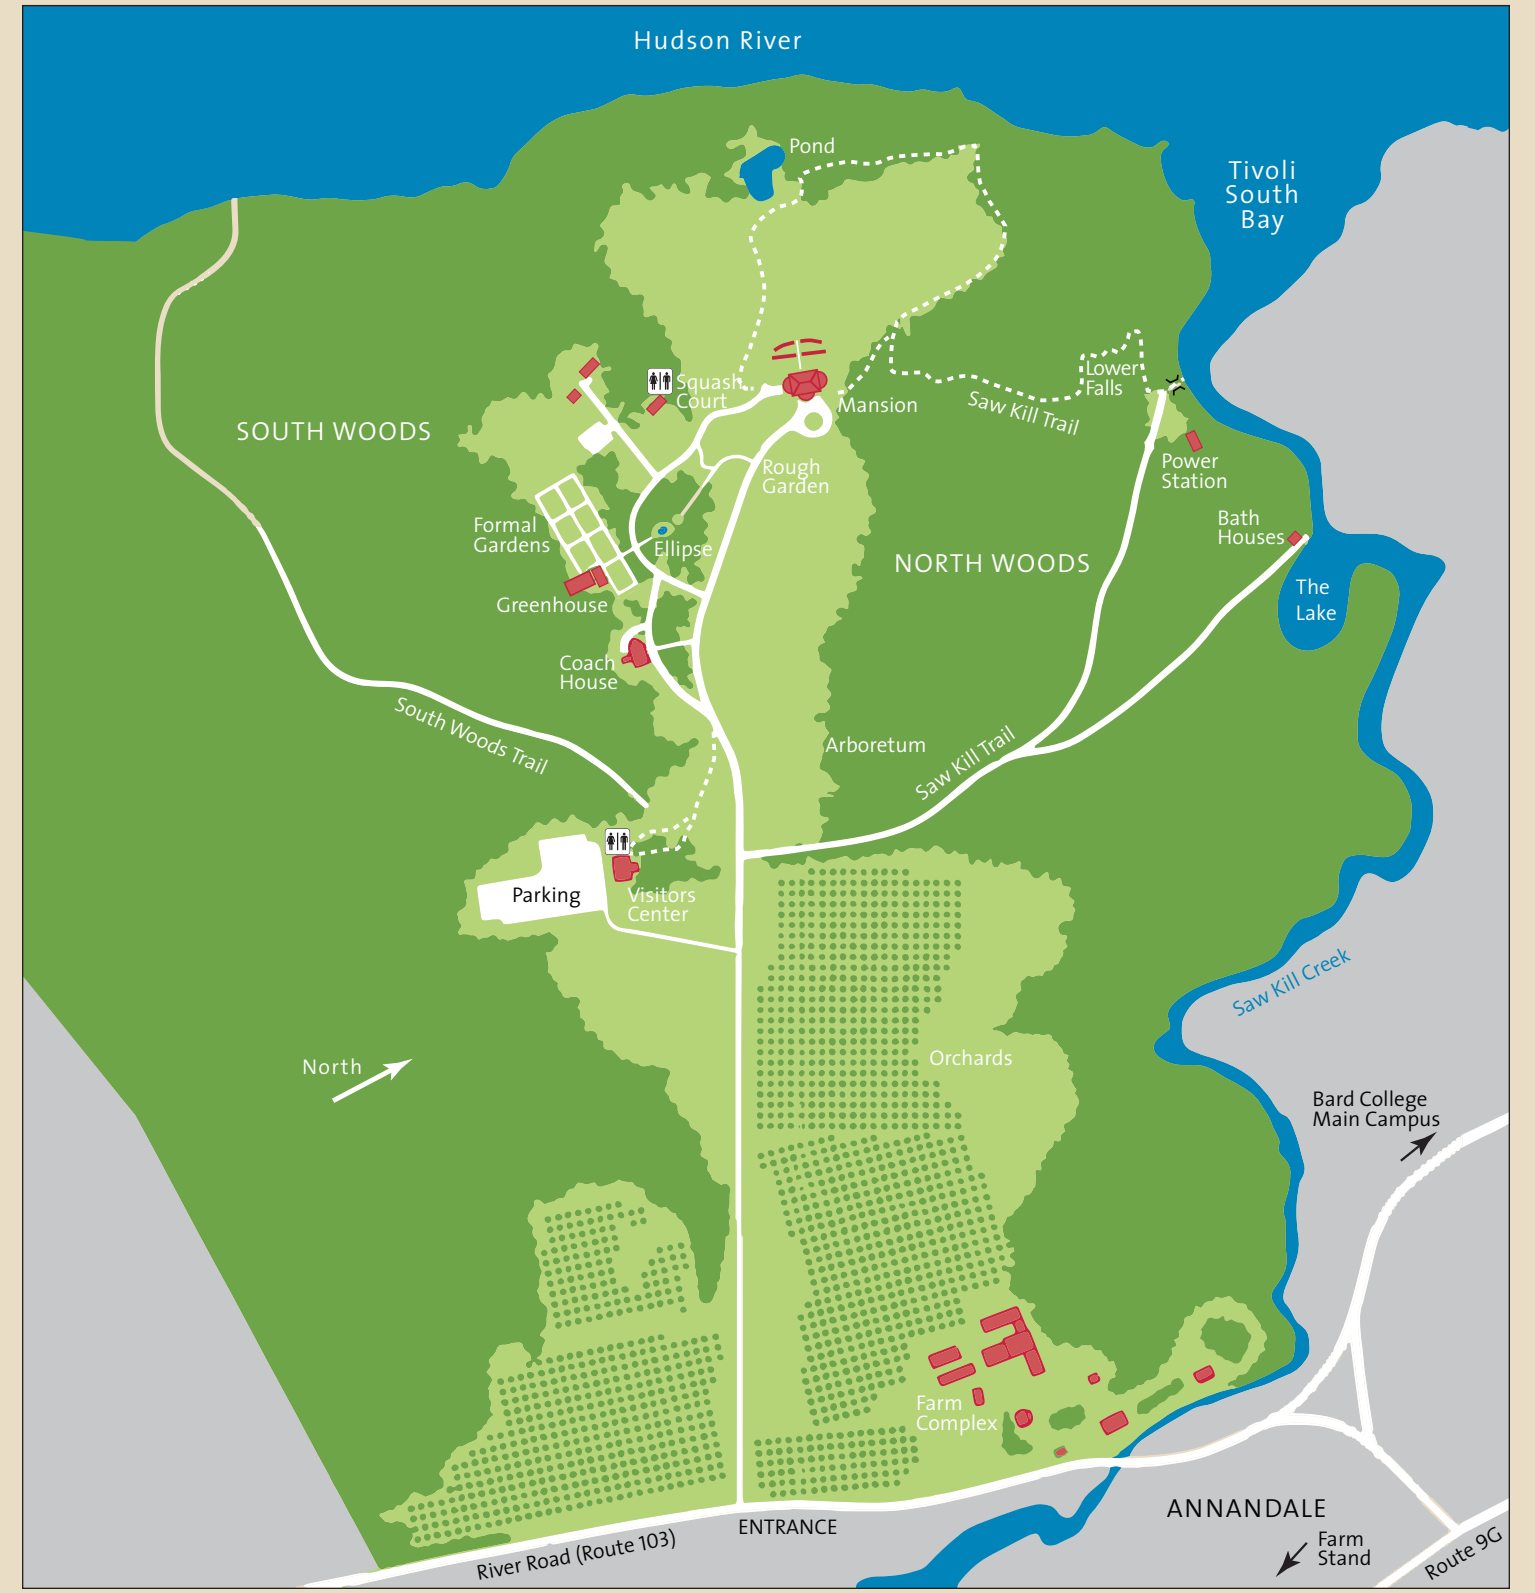 Hudson River
Pond
Tivoli
South
Bay
SOUTH WOODS
Squash
Court
Mansion
Lower
Falls
Saw Kill Trail
Rough
Garden
Power
Station
Formal
Gardens
Ellipse
Bath
Houses
NORTH WOODS
Greenhouse
The
Lake
Coach
House
South Woods Trail
Arboretum
Saw Kill Trail
Parking
Visitors
Center
Saw Kill Creek
North
Orchards
Bard College
Main Campus
Farm
Complex
ENTRANCE
ANNANDALE
River Road (Route 103)
Farm
Stand
Route 9G